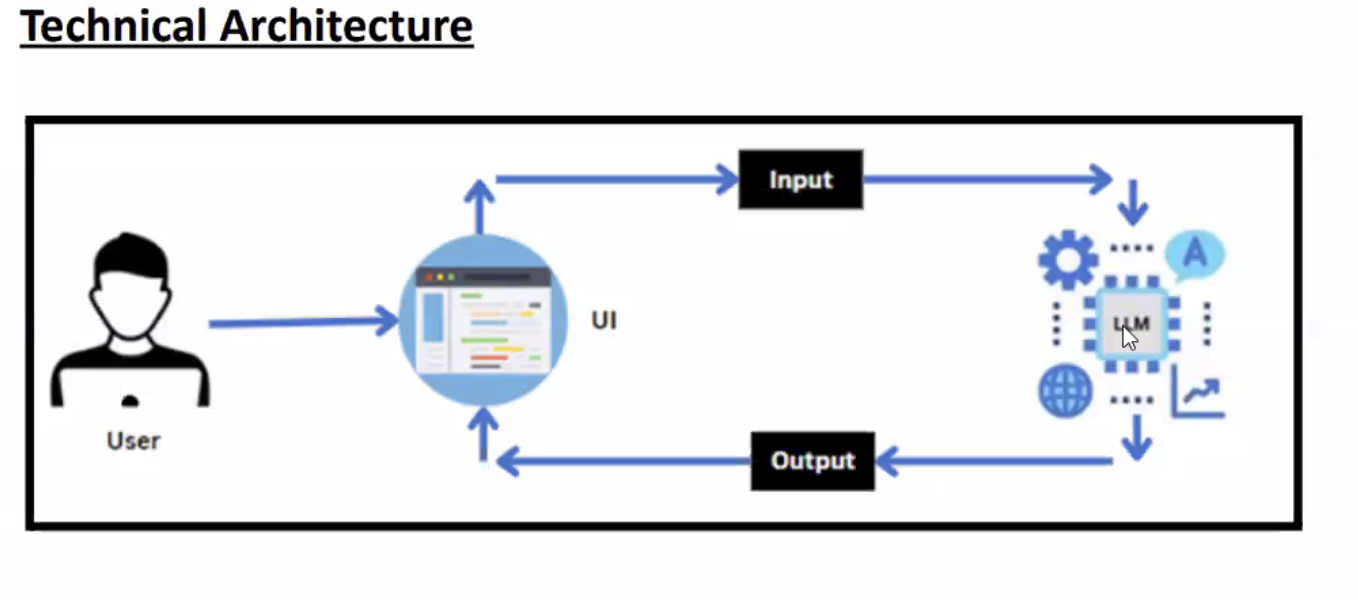 Technical Architecture
Input
A
LLM
UI
User
Output